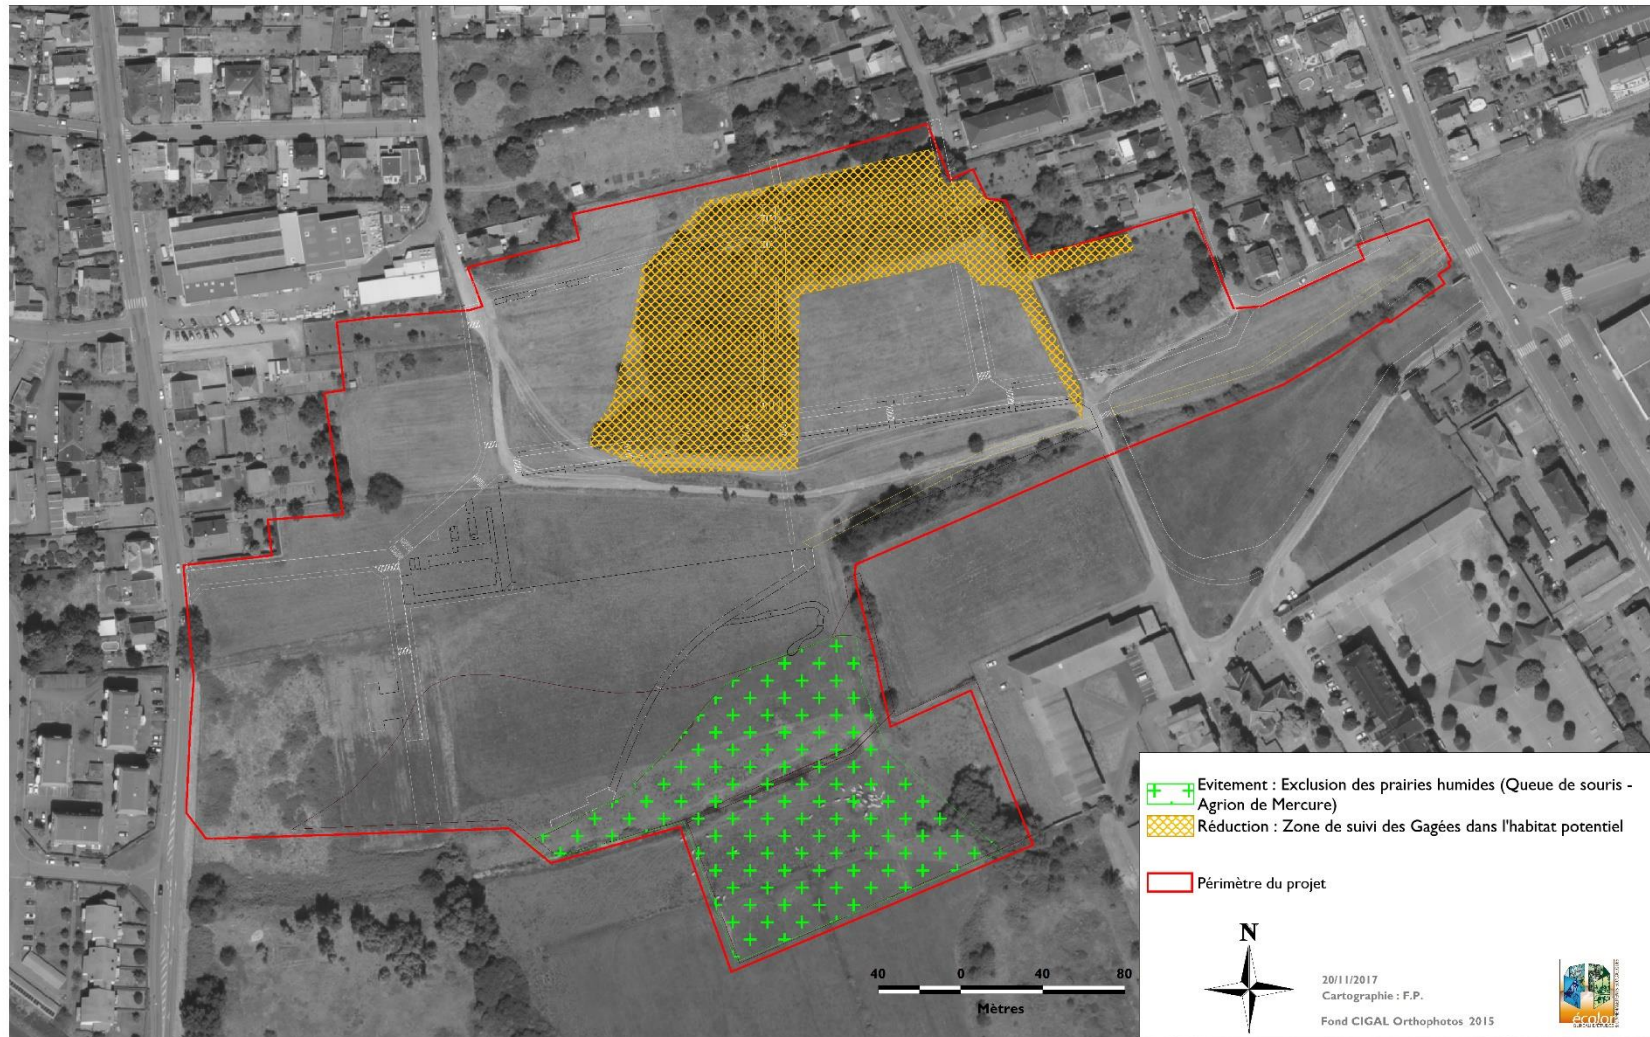 Evitement : Exclusion des prairies humides (Queue de souris -
Agrion de Mercure)
Réduction : Zone de suivi des Gagées dans l'habitat potentiel
Périmètre du projet
N
20/11/2017
Cartographie : F.P.
Fond CIGAL Orthophotos 2015
40 0 40 80
Mètres
écolor